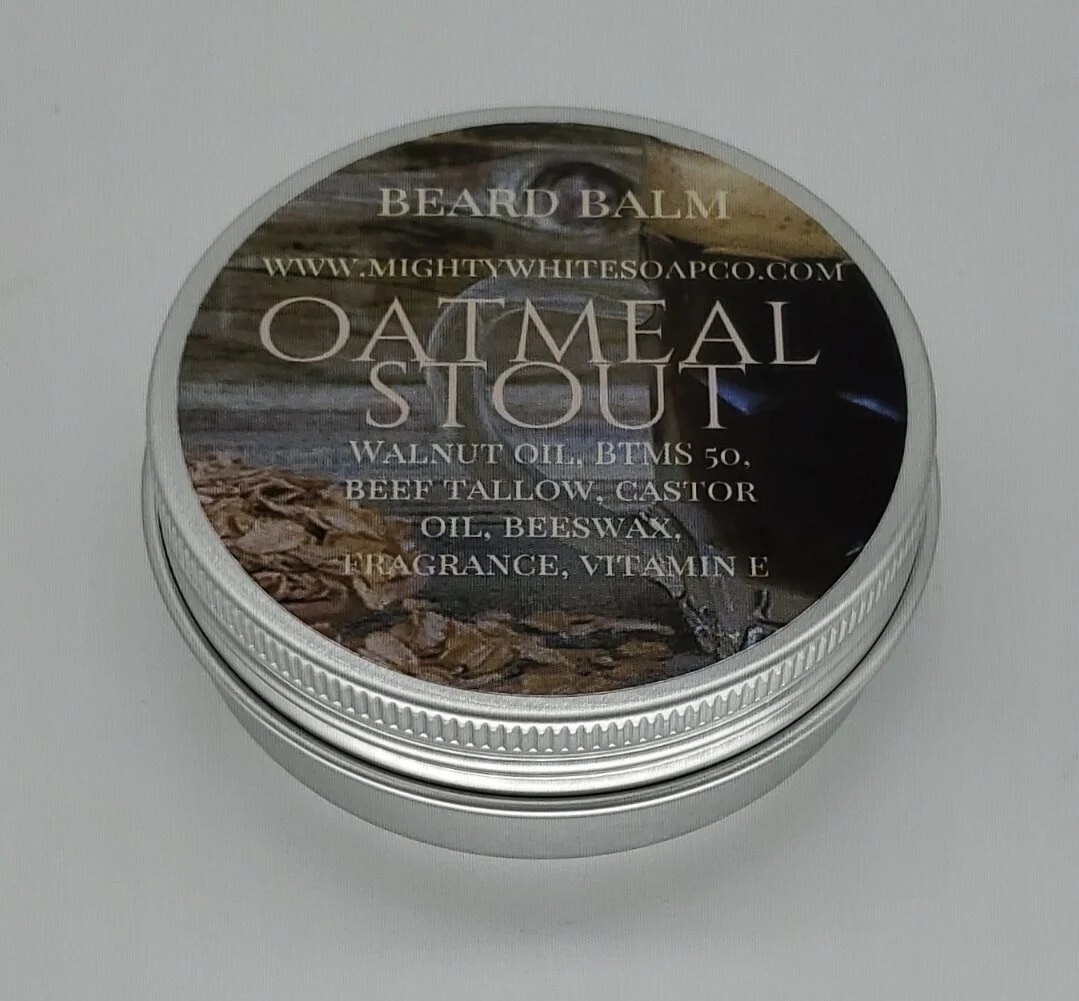 BEARD BALM
WWW.MIGHTYWHITESOAPCO.COM
OATMEAL
STOUT
WALNUT OIL, BTMS 50,
BEEF TALLOW, CASTOR
OIL, BEESWAX,
FRAGRANCE, VITAMIN E